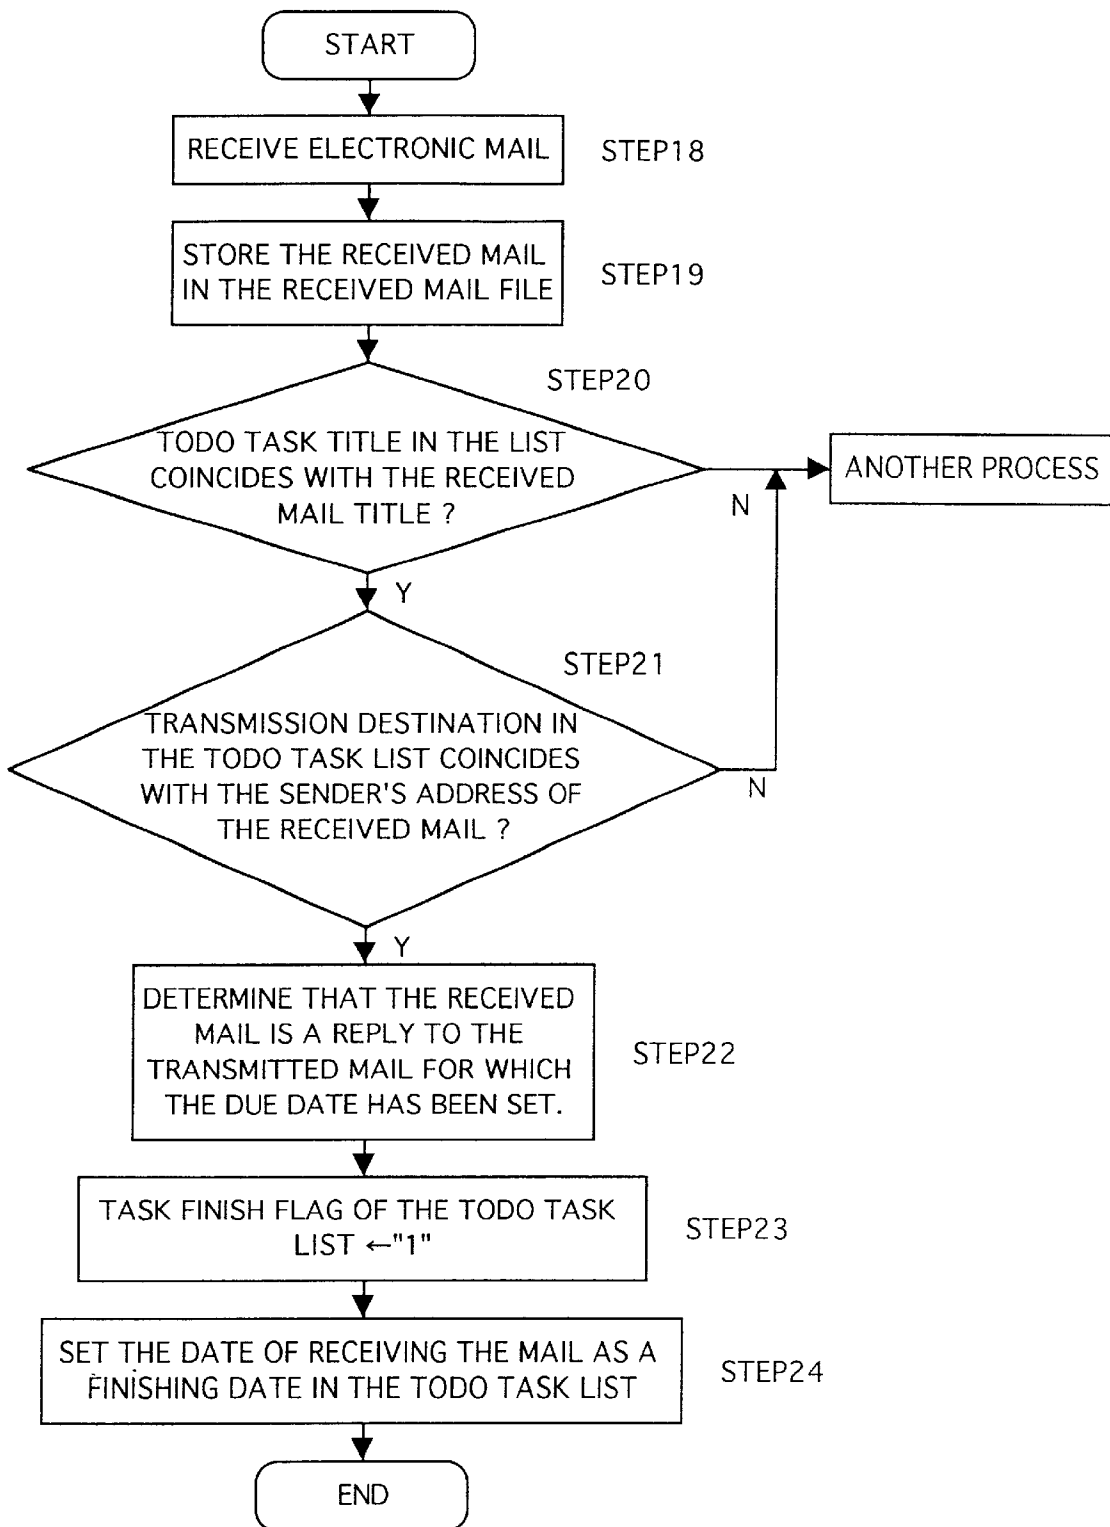 START
RECEIVE ELECTRONIC MAIL
STEP18
STORE THE RECEIVED MAIL
IN THE RECEIVED MAIL FILE
STEP19
STEP20
TODO TASK TITLE IN THE LIST
COINCIDES WITH THE RECEIVED
MAIL TITLE ?
ANOTHER PROCESS
N
Y
STEP21
TRANSMISSION DESTINATION IN
THE TODO TASK LIST COINCIDES
WITH THE SENDER'S ADDRESS OF
THE RECEIVED MAIL ?
N
Y
DETERMINE THAT THE RECEIVED
MAIL IS A REPLY TO THE
TRANSMITTED MAIL FOR WHICH
THE DUE DATE HAS BEEN SET.
STEP22
TASK FINISH FLAG OF THE TODO TASK
LIST ←"1"
STEP23
SET THE DATE OF RECEIVING THE MAIL AS A
FINISHING DATE IN THE TODO TASK LIST
STEP24
END